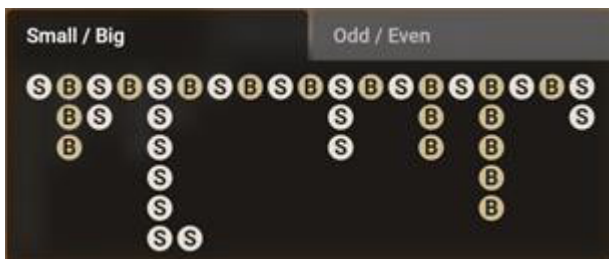 Small / Big Odd / Even
S B S B S B S B S B S B S B S B S B S
B S S S B B S
B S S B B
S B
S B
S S